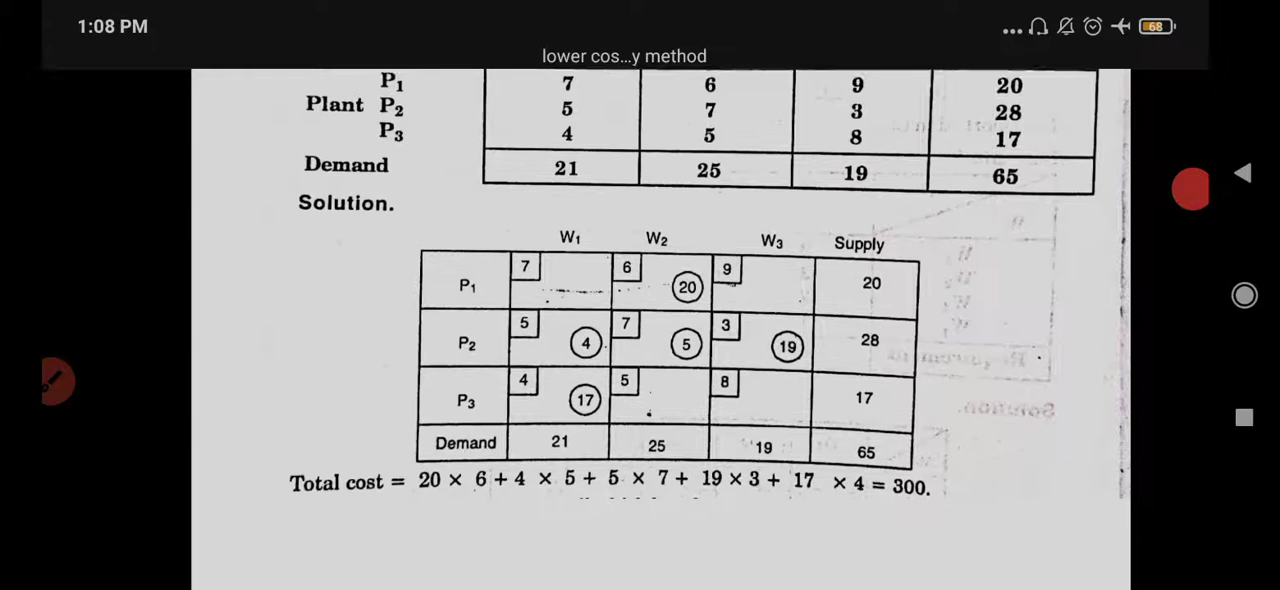 1:08 PM
68
lower cos...y method
P₁ 7 6 9 20
Plant P₂ 5 7 3 28
P₃ 4 5 8 17
Demand 21 25 19 65
Solution.
W₁ W₂ W₃ Supply
P₁ 7 6 20 9 20
P₂ 5 4 7 5 3 19 28
P₃ 4 17 5 8 17
Demand 21 25 19 65
Total cost = 20 × 6 + 4 × 5 + 5 × 7 + 19 × 3 + 17 × 4 = 300.